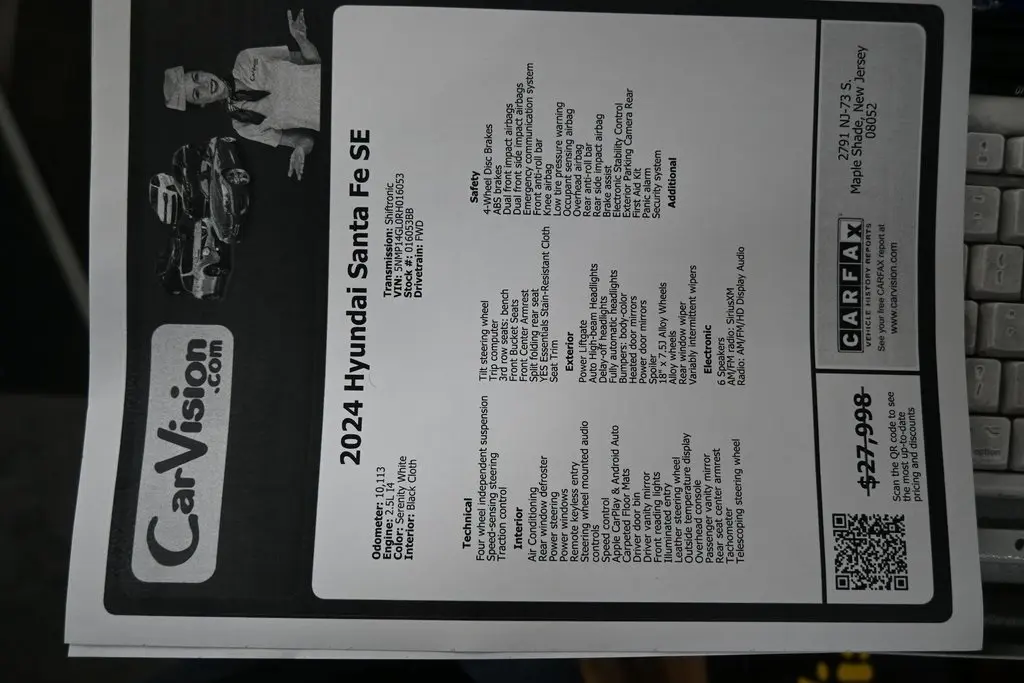 CarVision
.com
2024 Hyundai Santa Fe SE
Odometer: 10,113
Engine: 2.5L I4
Color: Serenity White
Interior: Black Cloth
Transmission: Shiftronic
VIN: 5NMP14GL0RH016053
Stock #: 016053BB
Drivetrain: FWD
Technical
Four wheel independent suspension
Speed-sensing steering
Traction control
Interior
Air Conditioning
Rear window defroster
Power steering
Power windows
Remote keyless entry
Steering wheel mounted audio
controls
Speed control
Apple CarPlay & Android Auto
Carpeted Floor Mats
Driver door bin
Driver vanity mirror
Front reading lights
Illuminated entry
Leather steering wheel
Outside temperature display
Overhead console
Passenger vanity mirror
Rear seat center armrest
Tachometer
Telescoping steering wheel
Tilt steering wheel
Trip computer
3rd row seats: bench
Front Bucket Seats
Front Center Armrest
Split folding rear seat
YES Essentials Stain-Resistant Cloth
Seat Trim
Exterior
Power Liftgate
Auto High-beam Headlights
Delay-off headlights
Fully automatic headlights
Bumpers: body-color
Heated door mirrors
Power door mirrors
Spoiler
18" x 7.5J Alloy Wheels
Alloy wheels
Rear window wiper
Variably intermittent wipers
Electronic
6 Speakers
AM/FM radio: SiriusXM
Radio: AM/FM/HD Display Audio
Safety
4-Wheel Disc Brakes
ABS brakes
Dual front impact airbags
Dual front side impact airbags
Emergency communication system
Front anti-roll bar
Knee airbag
Low tire pressure warning
Occupant sensing airbag
Overhead airbag
Rear anti-roll bar
Rear side impact airbag
Brake assist
Electronic Stability Control
Exterior Parking Camera Rear
First Aid Kit
Panic alarm
Security system
Additional
$27,998
Scan the QR code to see
the most up-to-date
pricing and discounts
CARFAX
VEHICLE HISTORY REPORTS
See your free CARFAX report at
www.carvision.com
2791 NJ-73 S.
Maple Shade, New Jersey
08052
option